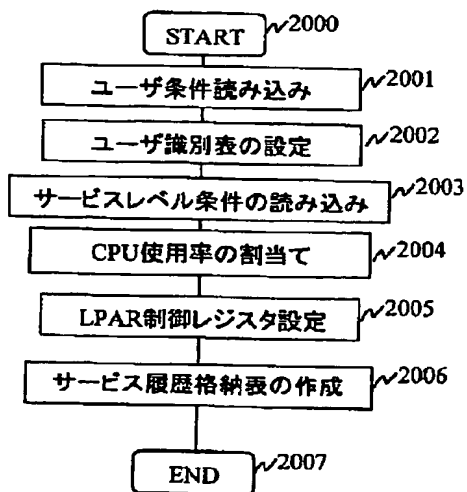 START
2000
ユーザ条件読み込み
2001
ユーザ識別表の設定
2002
サービスレベル条件の読み込み
2003
CPU使用率の割当て
2004
LPAR制御レジスタ設定
2005
サービス履歴格納表の作成
2006
END
2007